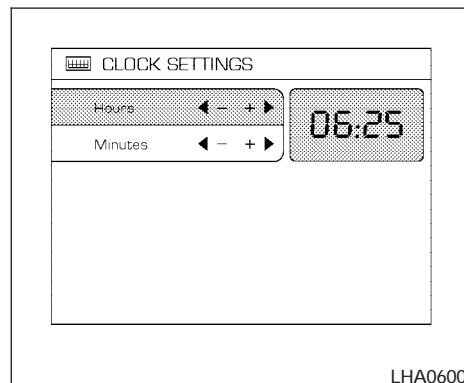 CLOCK SETTINGS
Hours ◀ - + ▶
06:25
Minutes ◀ - + ▶
LHA0600